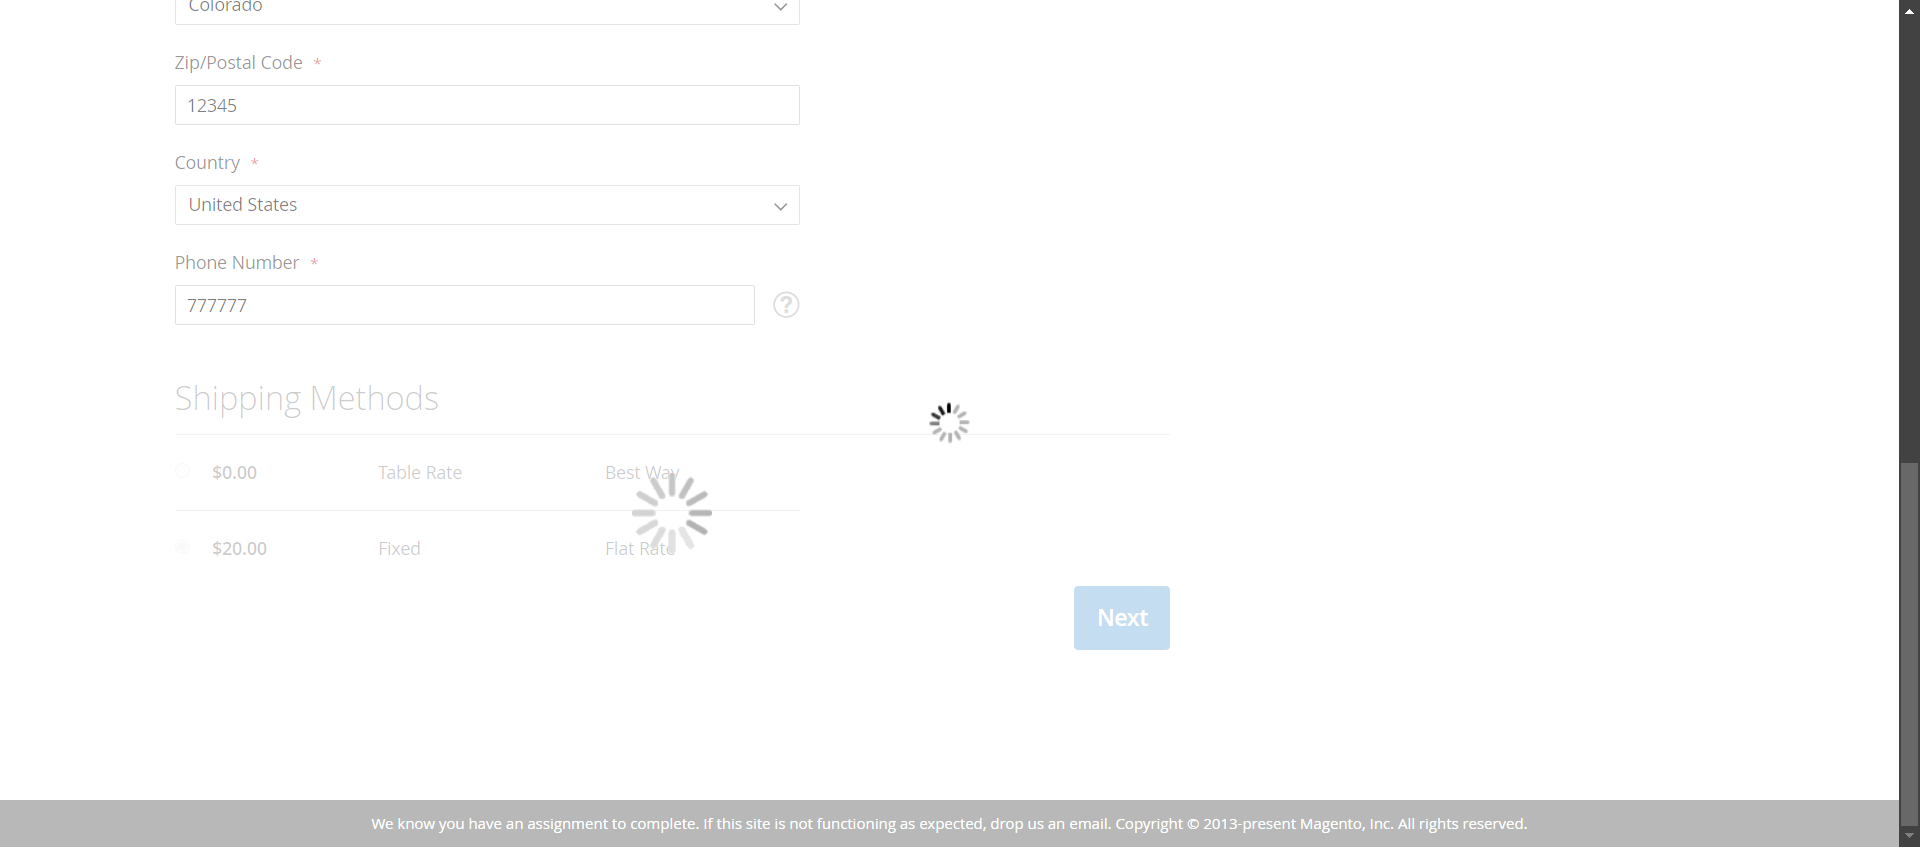 Colorado
Zip/Postal Code *
12345
Country *
United States
Phone Number *
777777
Shipping Methods
$0.00 Table Rate Best Way
$20.00 Fixed Flat Rate
Next
We know you have an assignment to complete. If this site is not functioning as expected, drop us an email. Copyright © 2013-present Magento, Inc. All rights reserved.